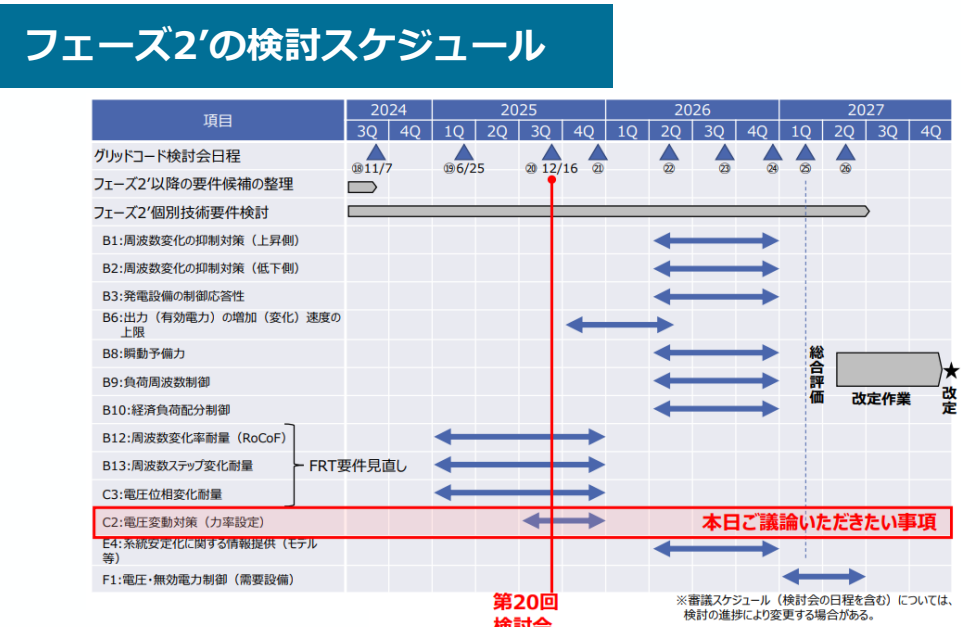 フェーズ2’の検討スケジュール
項目
2024 2025 2026 2027
3Q 4Q 1Q 2Q 3Q 4Q 1Q 2Q 3Q 4Q 1Q 2Q 3Q 4Q
グリッドコード検討会日程
⑱11/7 ⑲6/25 ⑳ 12/16 ㉑ ㉒ ㉓ ㉔ ㉕ ㉖
フェーズ2’以降の要件候補の整理
フェーズ2’個別技術要件検討
B1:周波数変化の抑制対策（上昇側）
B2:周波数変化の抑制対策（低下側）
B3:発電設備の制御応答性
B6:出力（有効電力）の増加（変化）速度の
上限
B8:瞬動予備力
B9:負荷周波数制御
B10:経済負荷配分制御
総合評価
改定作業
★
改定
B12:周波数変化率耐量（RoCoF）
B13:周波数ステップ変化耐量
FRT要件見直し
C3:電圧位相変化耐量
C2:電圧変動対策（力率設定）
本日ご議論いただきたい事項
E4:系統安定化に関する情報提供（モデル
等）
F1:電圧・無効電力制御（需要設備）
第20回
検討会
※審議スケジュール（検討会の日程を含む）については、
検討の進捗により変更する場合がある。